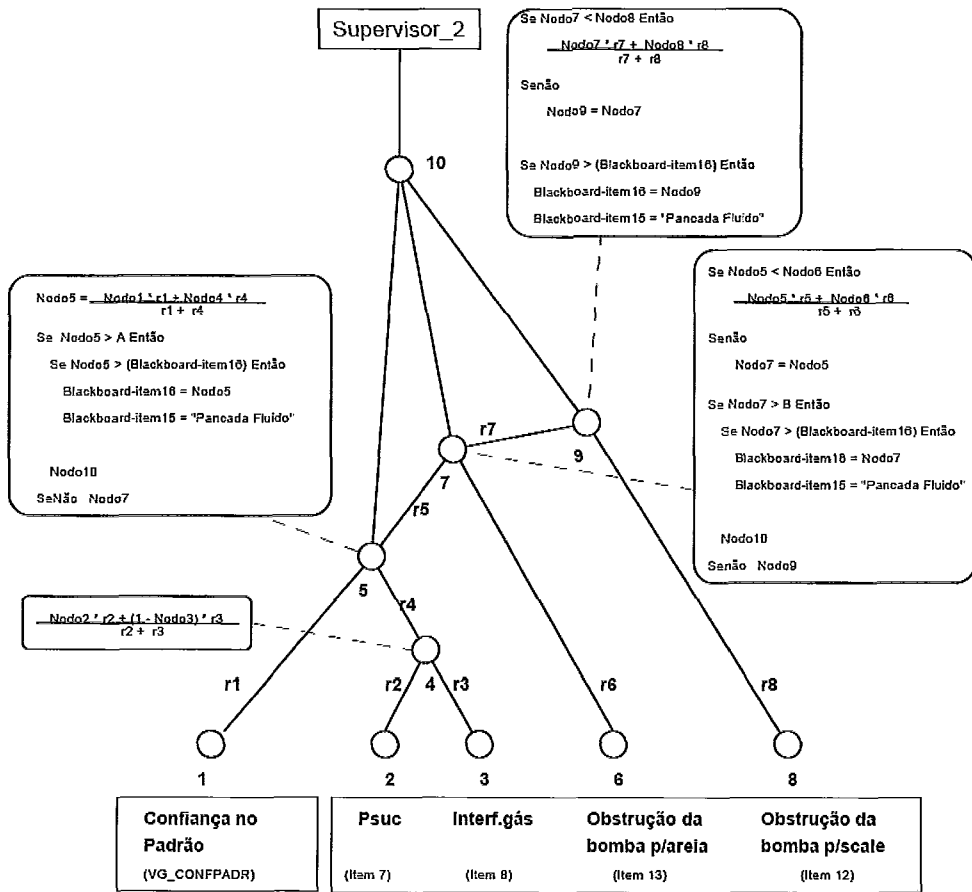 Supervisor_2
10
Se Nodo7 < Nodo8 Então
Nodo7 * r7 + Nodo8 * r8
r7 + r8
Senão
Nodo9 = Nodo7
Se Nodo9 > (Blackboard-item16) Então
Blackboard-item16 = Nodo9
Blackboard-item15 = "Pancada Fluído"
Nodo5 = Nodo1 * r1 + Nodo4 * r4
r1 + r4
Se Nodo5 > A Então
Se Nodo5 > (Blackboard-item16) Então
Blackboard-item16 = Nodo5
Blackboard-item15 = "Pancada Fluído"
Nodo10
SeNão Nodo7
Se Nodo5 < Nodo6 Então
Nodo5 * r5 + Nodo6 * r6
r5 + r6
Senão
Nodo7 = Nodo5
Se Nodo7 > B Então
Se Nodo7 > (Blackboard-item16) Então
Blackboard-item16 = Nodo7
Blackboard-item15 = "Pancada Fluído"
Nodo10
Senão Nodo9
r7
9
7
r5
5
r4
Nodo2 * r2 + (1.- Nodo3) * r3
r2 + r3
4
r1
r2
r3
r6
r8
1
2
3
6
8
Confiança no
Padrão
(VG_CONFPADR)
Psuc
(Item 7)
Interf.gás
(Item 8)
Obstrução da
bomba p/areia
(Item 13)
Obstrução da
bomba p/scale
(Item 12)